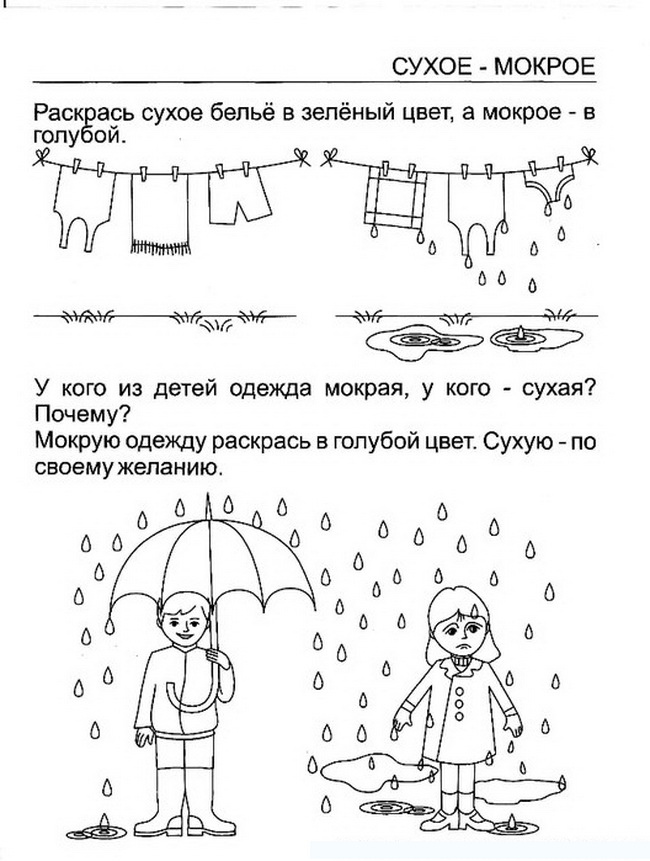 СУХОЕ - МОКРОЕ
Раскрась сухое бельё в зелёный цвет, а мокрое - в
голубой.
У кого из детей одежда мокрая, у кого - сухая?
Почему?
Мокрую одежду раскрась в голубой цвет. Сухую - по
своему желанию.